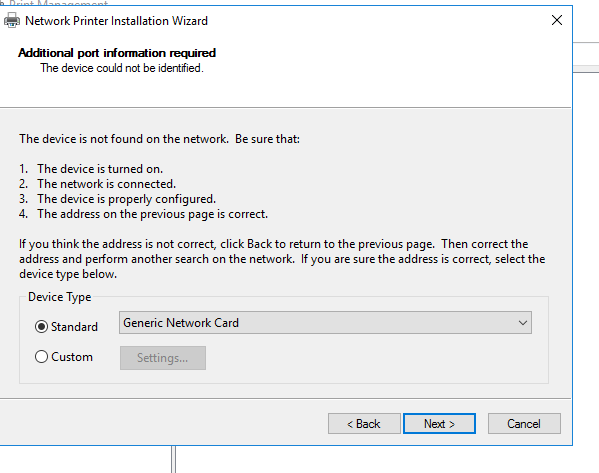 Print Management
Network Printer Installation Wizard
Additional port information required
The device could not be identified.
The device is not found on the network. Be sure that:
1. The device is turned on.
2. The network is connected.
3. The device is properly configured.
4. The address on the previous page is correct.
If you think the address is not correct, click Back to return to the previous page. Then correct the
address and perform another search on the network. If you are sure the address is correct, select the
device type below.
Device Type
Standard
Generic Network Card
Custom
Settings...
< Back
Next >
Cancel